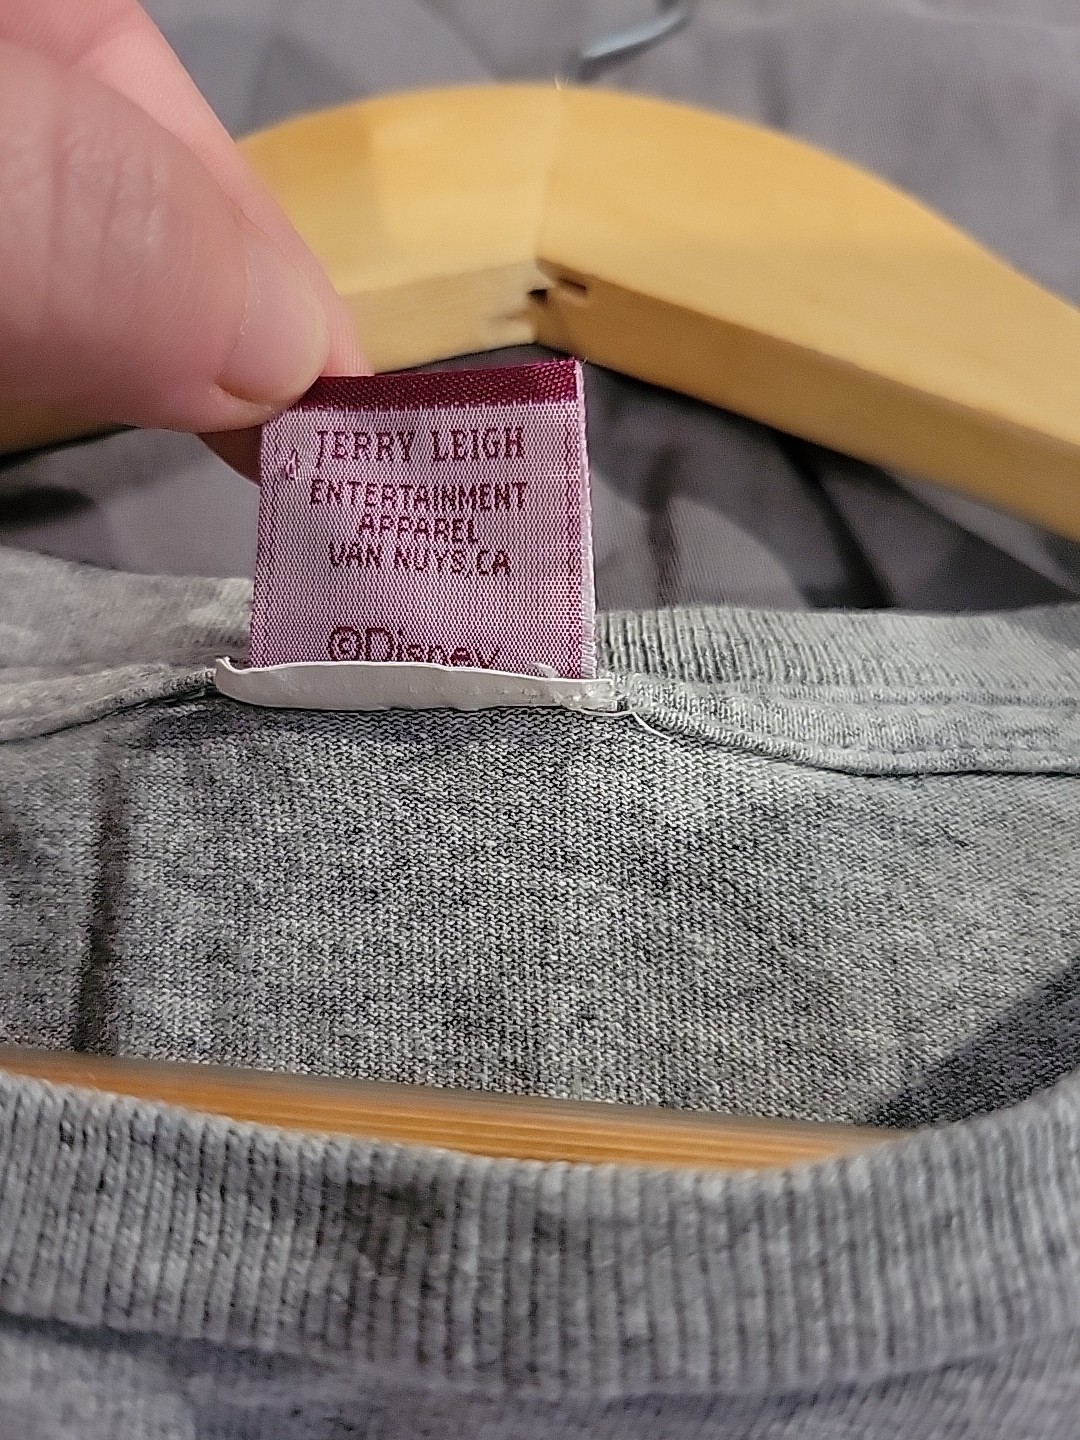 JERRY LEIGH
ENTERTAINMENT
APPAREL
VAN NUYS,CA
©Disney